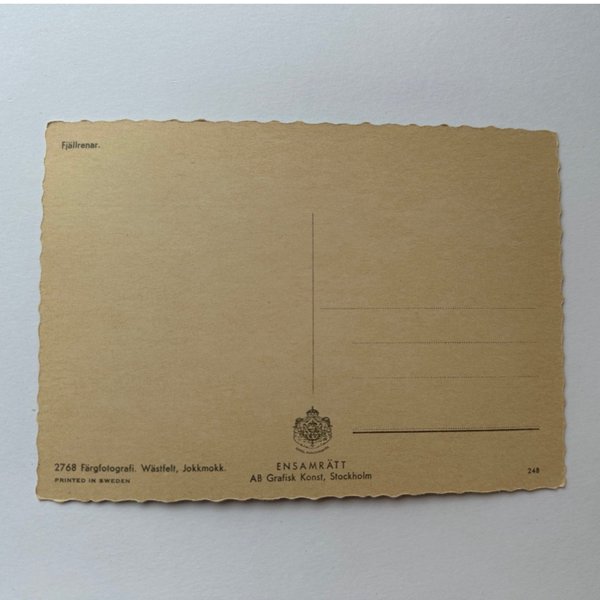 Fjällrenar.
2768 Färgfotografi. Wästfelt, Jokkmokk.
PRINTED IN SWEDEN
ENSAMRÄTT
AB Grafisk Konst, Stockholm
248